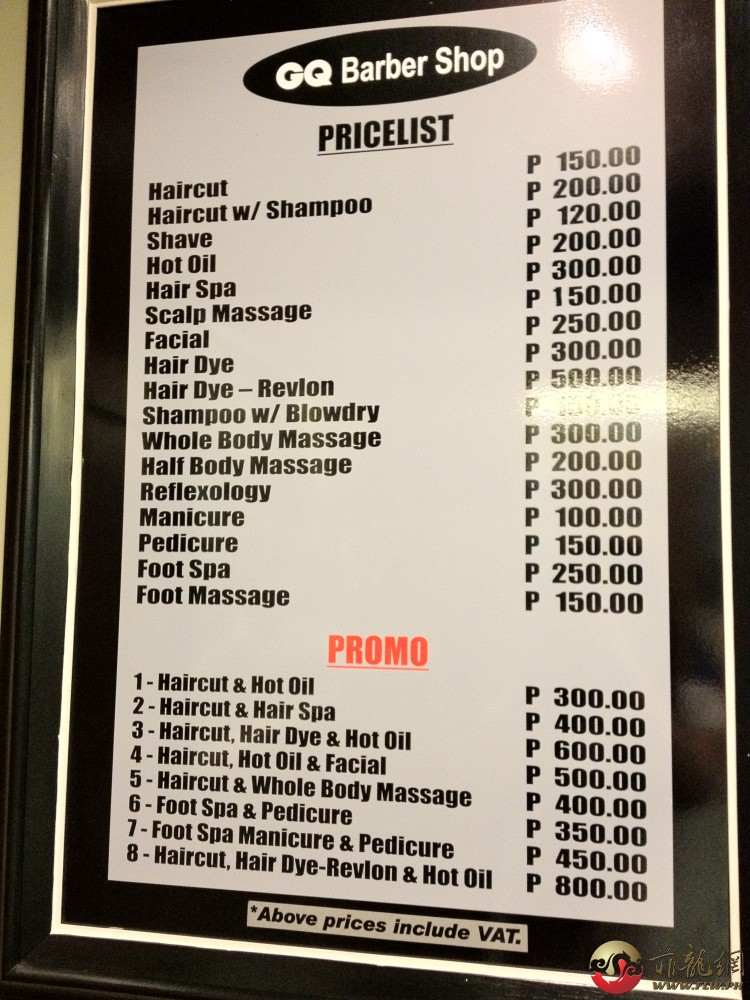 GQ Barber Shop
PRICELIST
Haircut P 150.00
Haircut w/ Shampoo P 200.00
Shave P 120.00
Hot Oil P 200.00
Hair Spa P 300.00
Scalp Massage P 150.00
Facial P 250.00
Hair Dye P 300.00
Hair Dye – Revlon P 500.00
Shampoo w/ Blowdry P
Whole Body Massage P 300.00
Half Body Massage P 200.00
Reflexology P 300.00
Manicure P 100.00
Pedicure P 150.00
Foot Spa P 250.00
Foot Massage P 150.00
PROMO
1 - Haircut & Hot Oil P 300.00
2 - Haircut & Hair Spa P 400.00
3 - Haircut, Hair Dye & Hot Oil P 600.00
4 - Haircut, Hot Oil & Facial P 500.00
5 - Haircut & Whole Body Massage P 400.00
6 - Foot Spa & Pedicure P 350.00
7 - Foot Spa Manicure & Pedicure P 450.00
8 - Haircut, Hair Dye-Revlon & Hot Oil P 800.00
*Above prices include VAT.
菲龍網
WWW.FLW.PH